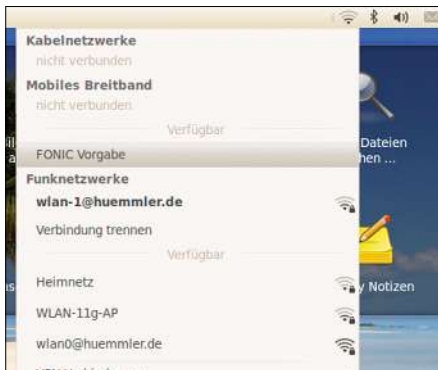 Kabelnetzwerke
nicht verbunden
Mobiles Breitband
nicht verbunden
Verfügbar
FONIC Vorgabe
Funknetzwerke
wlan-1@huemmler.de
Verbindung trennen
Verfügbar
Heimnetz
WLAN-11g-AP
wlan0@huemmler.de
Dateien
hen ...
y Notizen